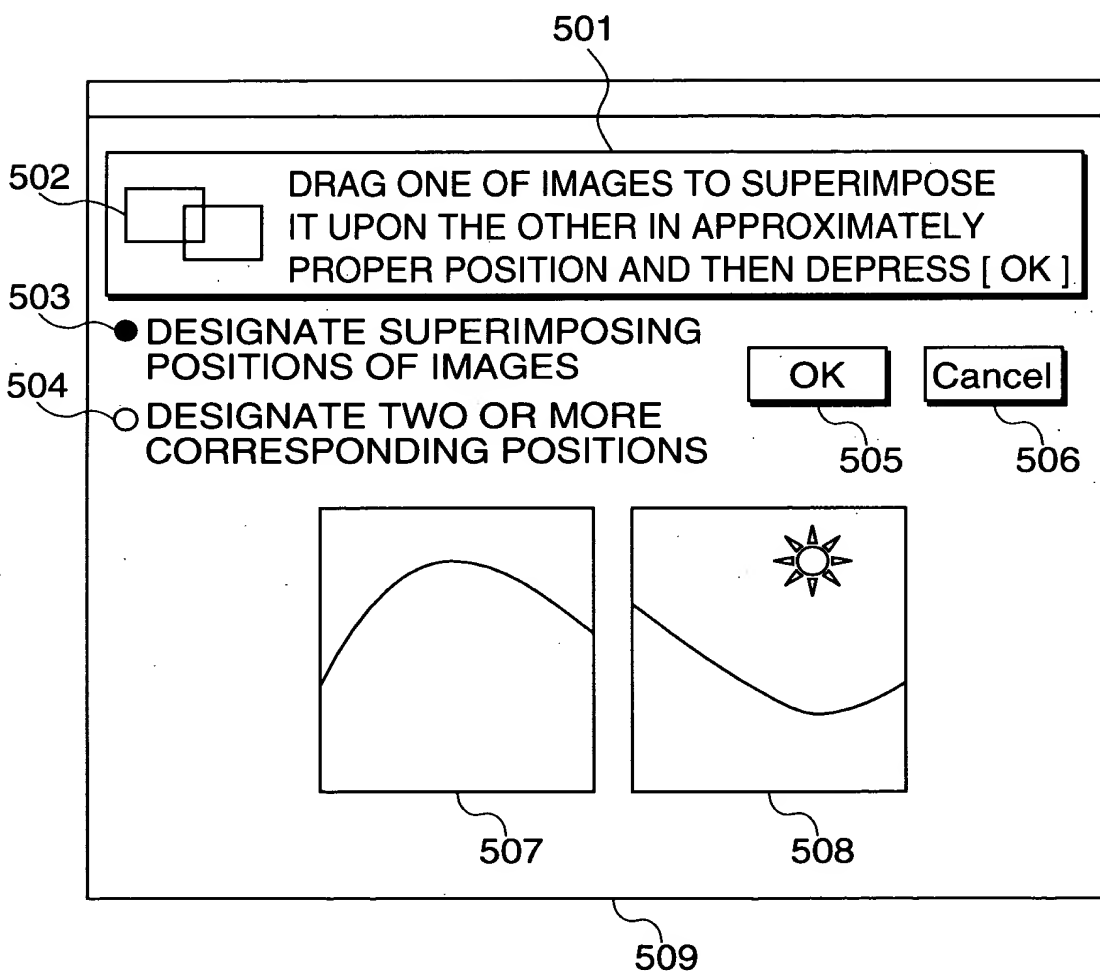 501
502
DRAG ONE OF IMAGES TO SUPERIMPOSE
IT UPON THE OTHER IN APPROXIMATELY
PROPER POSITION AND THEN DEPRESS [ OK ]
503
DESIGNATE SUPERIMPOSING
POSITIONS OF IMAGES
504
DESIGNATE TWO OR MORE
CORRESPONDING POSITIONS
OK
Cancel
505
506
507
508
509